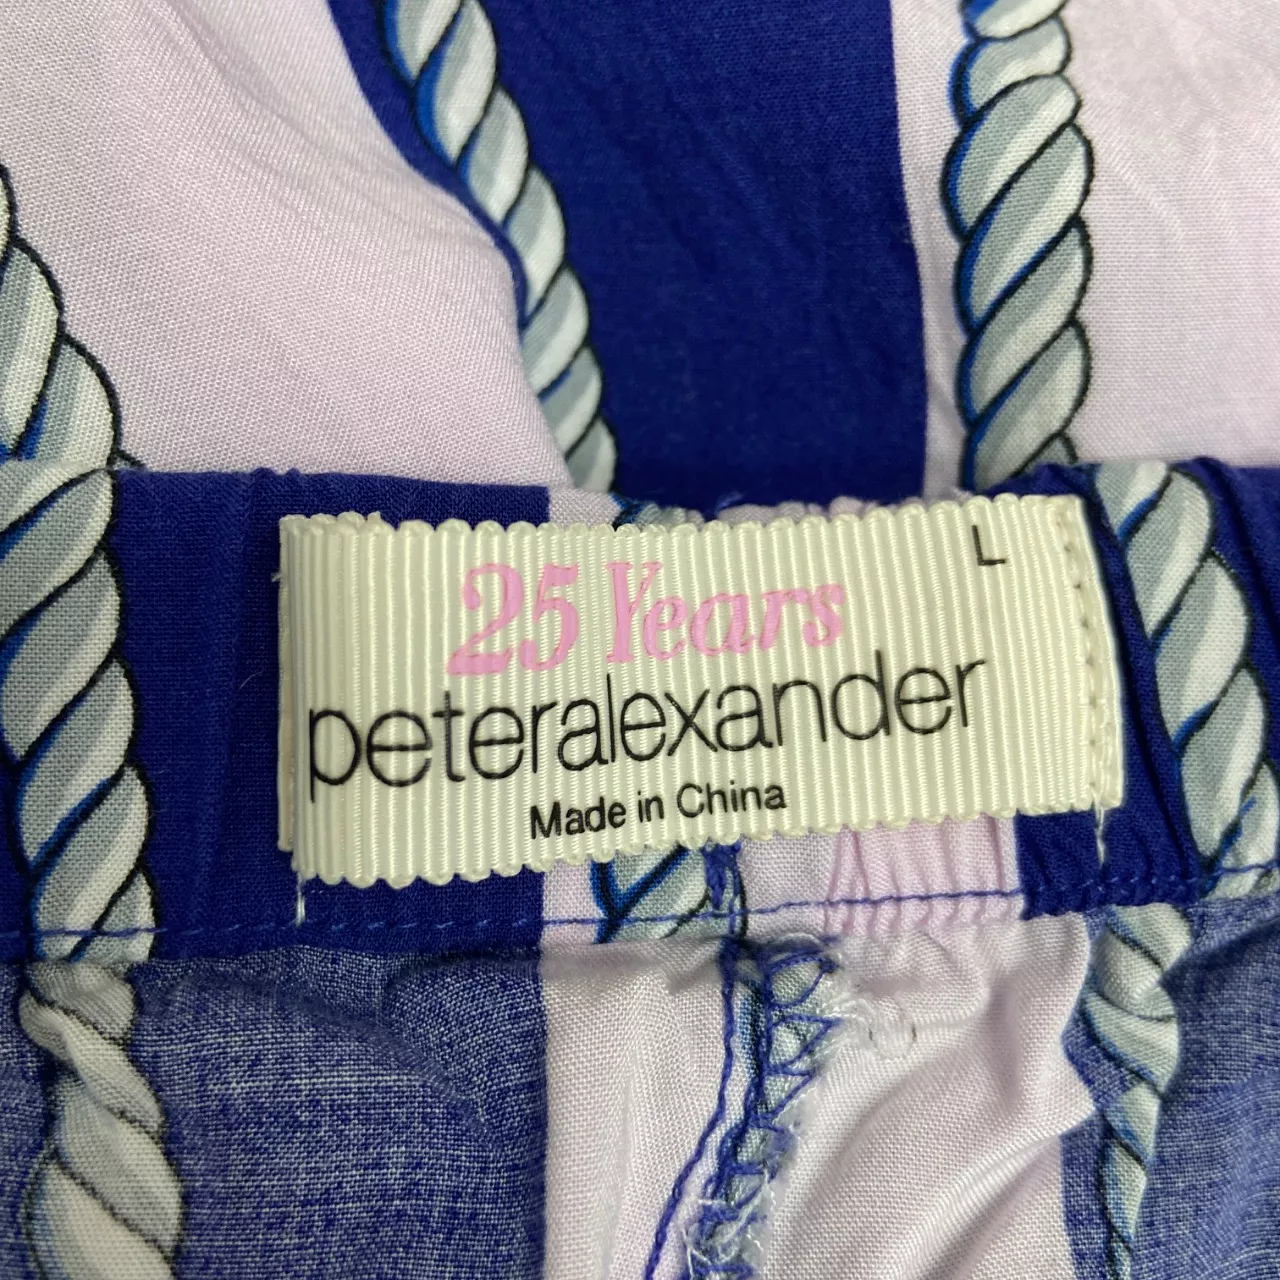 L
25 Years
peteralexander
Made in China